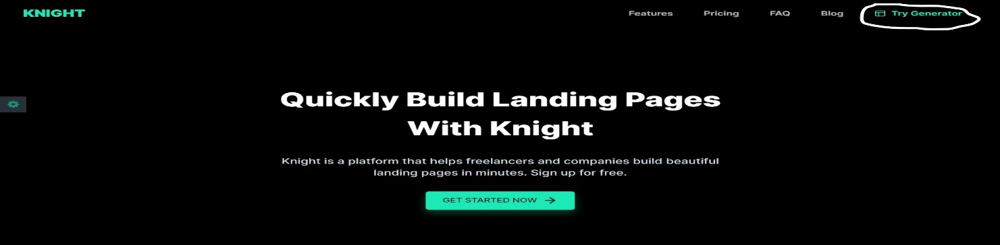 KNIGHT
Features
Pricing
FAQ
Blog
Try Generator
Quickly Build Landing Pages
With Knight
Knight is a platform that helps freelancers and companies build beautiful
landing pages in minutes. Sign up for free.
GET STARTED NOW